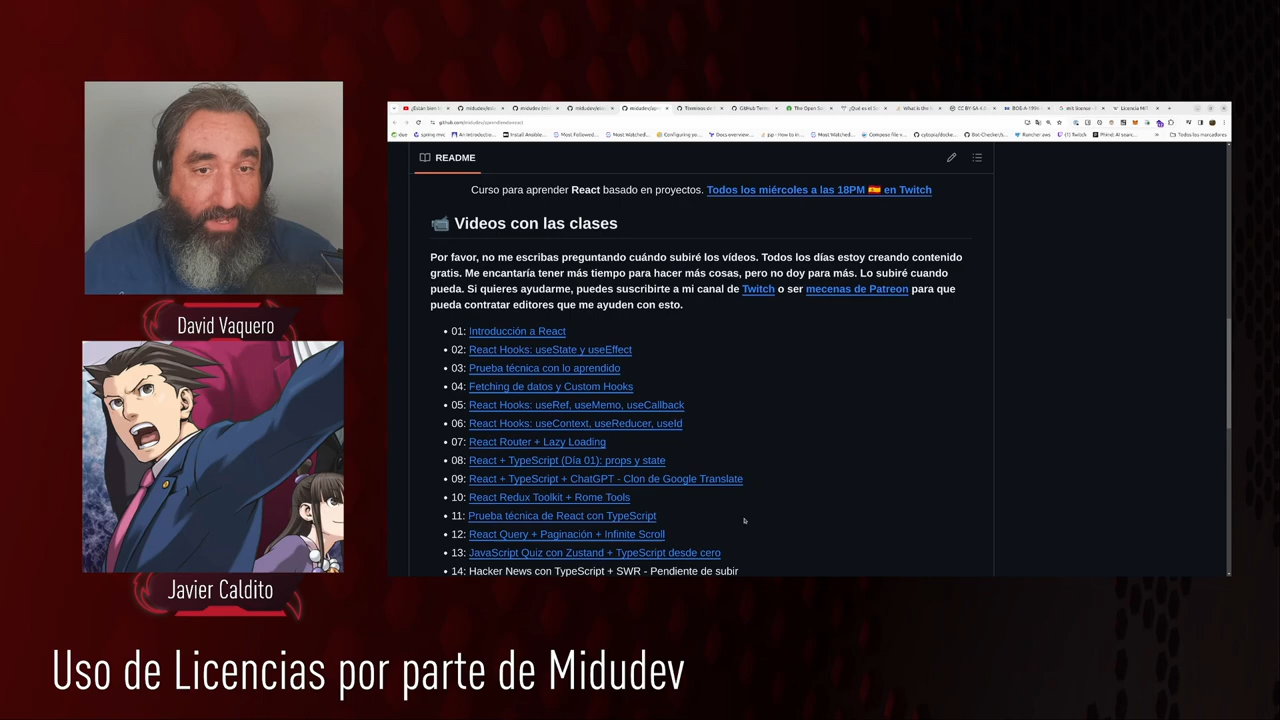 David Vaquero
Javier Caldito
Uso de Licencias por parte de Midudev
github.com/midudev/aprendiendo-react
README
Curso para aprender React basado en proyectos. Todos los miércoles a las 18PM 🇪🇸 en Twitch
📹 Videos con las clases
Por favor, no me escribas preguntando cuándo subiré los vídeos. Todos los días estoy creando contenido
gratis. Me encantaría tener más tiempo para hacer más cosas, pero no doy para más. Lo subiré cuando
pueda. Si quieres ayudarme, puedes suscribirte a mi canal de Twitch o ser mecenas de Patreon para que
pueda contratar editores que me ayuden con esto.
• 01: Introducción a React
• 02: React Hooks: useState y useEffect
• 03: Prueba técnica con lo aprendido
• 04: Fetching de datos y Custom Hooks
• 05: React Hooks: useRef, useMemo, useCallback
• 06: React Hooks: useContext, useReducer, useId
• 07: React Router + Lazy Loading
• 08: React + TypeScript (Día 01): props y state
• 09: React + TypeScript + ChatGPT - Clon de Google Translate
• 10: React Redux Toolkit + Rome Tools
• 11: Prueba técnica de React con TypeScript
• 12: React Query + Paginación + Infinite Scroll
• 13: JavaScript Quiz con Zustand + TypeScript desde cero
• 14: Hacker News con TypeScript + SWR - Pendiente de subir